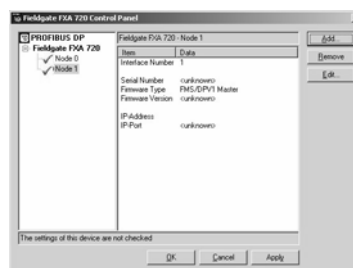 Fieldgate FXA 720 Control Panel
PROFIBUS DP
Fieldgate FXA 720
Node 0
Node 1
Fieldgate FXA 720 - Node 1
Item Data
Interface Number 1
Serial Number <unknown>
Firmware Type FMS/DPV1 Master
Firmware Version <unknown>
IP-Address
IP-Port <unknown>
Add...
Remove
Edit...
The settings of this device are not checked
OK Cancel Apply